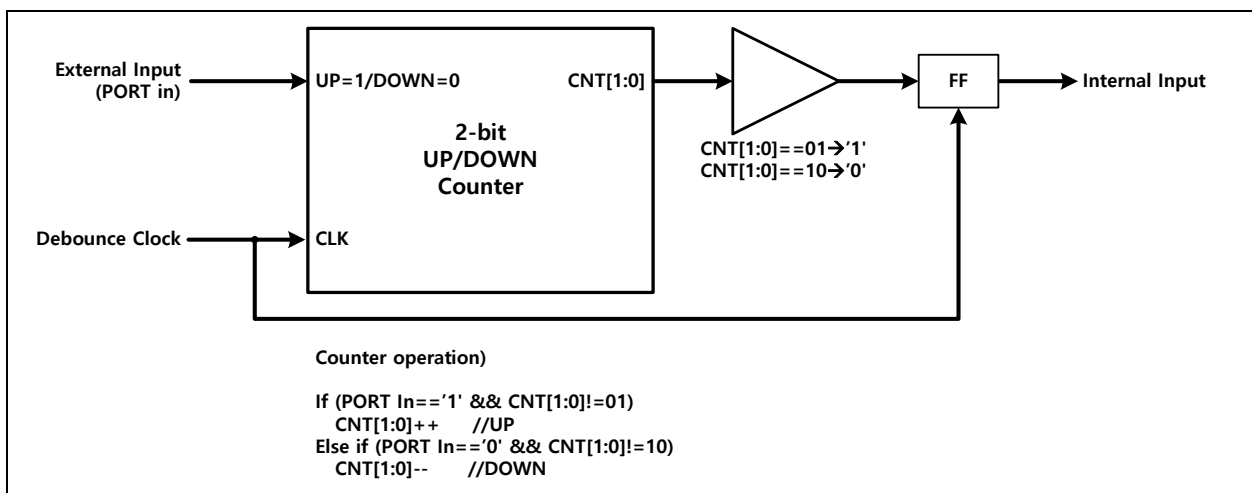 External Input
(PORT in)
UP=1/DOWN=0
CNT[1:0]
FF
Internal Input
2-bit
UP/DOWN
Counter
CNT[1:0]==01→'1'
CNT[1:0]==10→'0'
Debounce Clock
CLK
Counter operation)
If (PORT In=='1' && CNT[1:0]!=01)
CNT[1:0]++ //UP
Else if (PORT In=='0' && CNT[1:0]!=10)
CNT[1:0]-- //DOWN